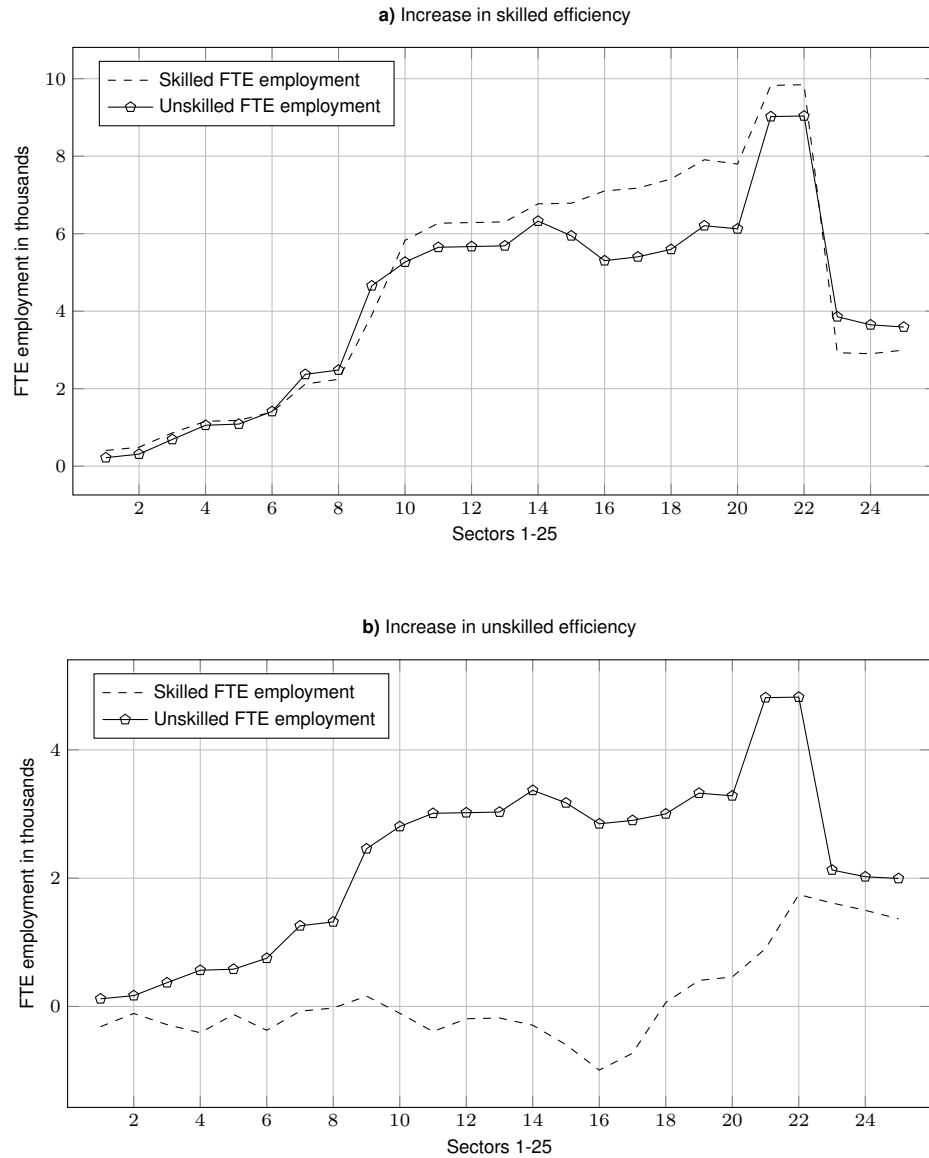 a) Increase in skilled efficiency
Skilled FTE employment
Unskilled FTE employment
FTE employment in thousands
10
8
6
4
2
0
2 4 6 8 10 12 14 16 18 20 22 24
Sectors 1-25
b) Increase in unskilled efficiency
Skilled FTE employment
Unskilled FTE employment
FTE employment in thousands
4
2
0
2 4 6 8 10 12 14 16 18 20 22 24
Sectors 1-25